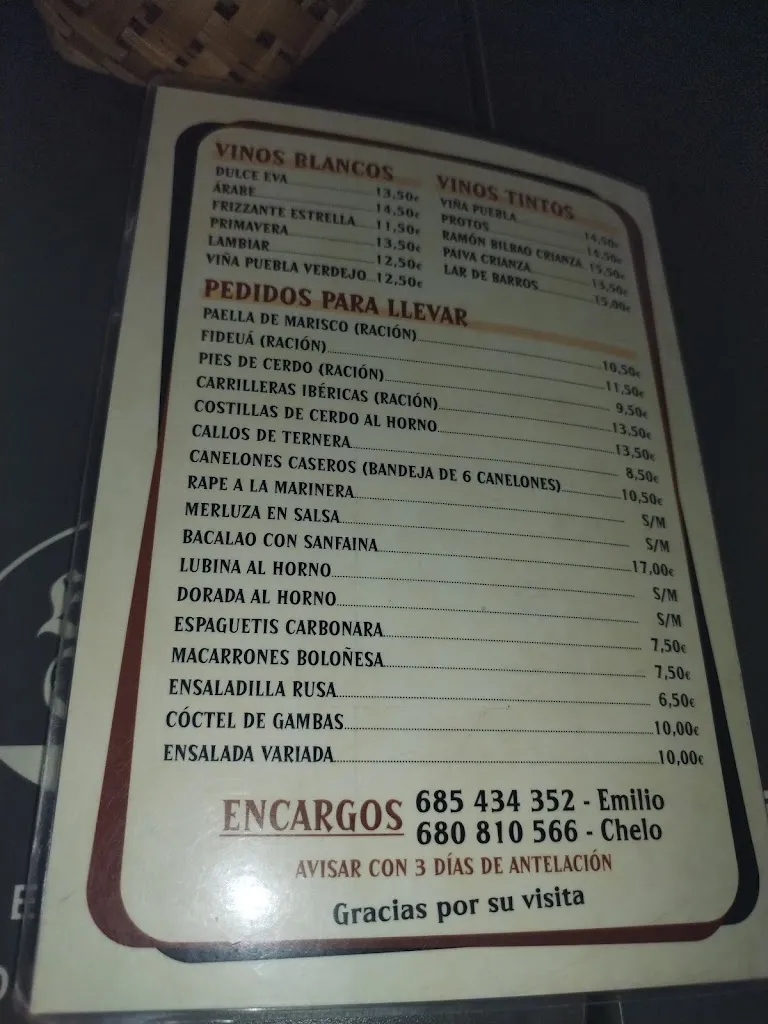 VINOS BLANCOS
DULCE EVA 13,50€
ÁRABE 14,50€
FRIZZANTE ESTRELLA 11,50€
PRIMAVERA 13,50€
LAMBIAR 12,50€
VIÑA PUEBLA VERDEJO 12,50€
VINOS TINTOS
VIÑA PUEBLA 14,50€
PROTOS
RAMÓN BILBAO CRIANZA 15,50€
PAIVA CRIANZA 13,50€
LAR DE BARROS 15,00€
PEDIDOS PARA LLEVAR
PAELLA DE MARISCO (RACIÓN) 10,50€
FIDEUÁ (RACIÓN) 11,50€
PIES DE CERDO (RACIÓN) 9,50€
CARRILLERAS IBÉRICAS (RACIÓN) 13,50€
COSTILLAS DE CERDO AL HORNO 13,50€
CALLOS DE TERNERA 8,50€
CANELONES CASEROS (BANDEJA DE 6 CANELONES) 10,50€
RAPE A LA MARINERA S/M
MERLUZA EN SALSA S/M
BACALAO CON SANFAINA 17,00€
LUBINA AL HORNO S/M
DORADA AL HORNO S/M
ESPAGUETIS CARBONARA 7,50€
MACARRONES BOLOÑESA 7,50€
ENSALADILLA RUSA 6,50€
CÓCTEL DE GAMBAS 10,00€
ENSALADA VARIADA 10,00€
ENCARGOS
685 434 352 - Emilio
680 810 566 - Chelo
AVISAR CON 3 DÍAS DE ANTELACIÓN
Gracias por su visita